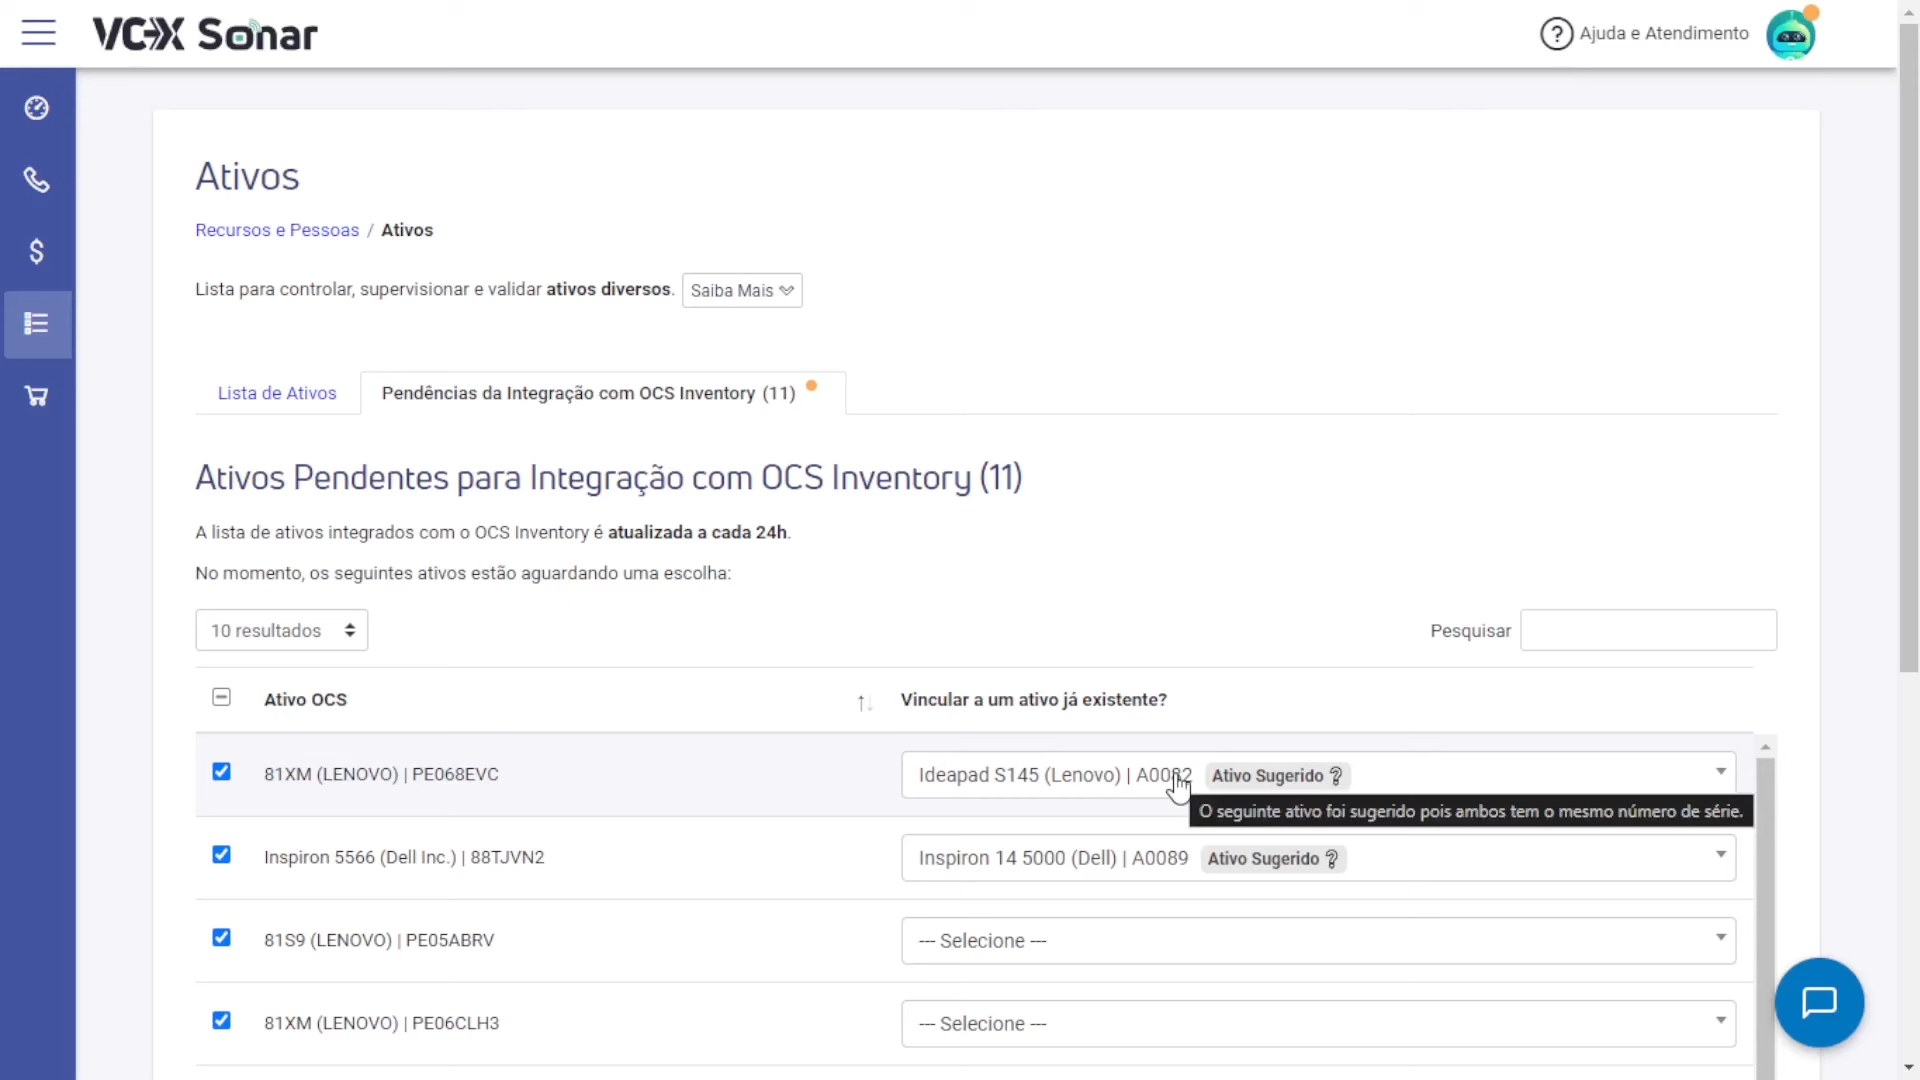 VCX Sonar
? Ajuda e Atendimento
Ativos
Recursos e Pessoas / Ativos
Lista para controlar, supervisionar e validar ativos diversos. Saiba Mais
Lista de Ativos
Pendências da Integração com OCS Inventory (11)
Ativos Pendentes para Integração com OCS Inventory (11)
A lista de ativos integrados com o OCS Inventory é atualizada a cada 24h.
No momento, os seguintes ativos estão aguardando uma escolha:
10 resultados
Pesquisar
Ativo OCS
Vincular a um ativo já existente?
81XM (LENOVO) | PE068EVC
Ideapad S145 (Lenovo) | Ativo Sugerido ?
O seguinte ativo foi sugerido pois ambos tem o mesmo número de série.
Inspiron 5566 (Dell Inc.) | 88TJVN2
Inspiron 14 5000 (Dell) | A0089 Ativo Sugerido ?
81S9 (LENOVO) | PE05ABRV
--- Selecione ---
81XM (LENOVO) | PE06CLH3
--- Selecione ---